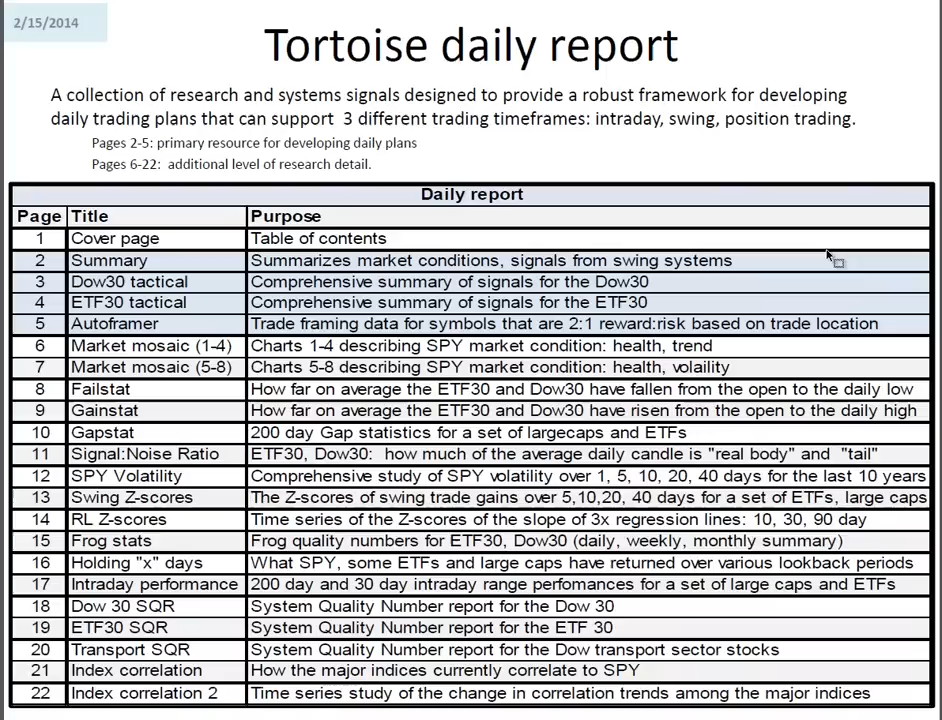 2/15/2014
Tortoise daily report
A collection of research and systems signals designed to provide a robust framework for developing
daily trading plans that can support 3 different trading timeframes: intraday, swing, position trading.
Pages 2-5: primary resource for developing daily plans
Pages 6-22: additional level of research detail.
Daily report
Page Title Purpose
1 Cover page Table of contents
2 Summary Summarizes market conditions, signals from swing systems
3 Dow30 tactical Comprehensive summary of signals for the Dow30
4 ETF30 tactical Comprehensive summary of signals for the ETF30
5 Autoframer Trade framing data for symbols that are 2:1 reward:risk based on trade location
6 Market mosaic (1-4) Charts 1-4 describing SPY market condition: health, trend
7 Market mosaic (5-8) Charts 5-8 describing SPY market condition: health, volaility
8 Failstat How far on average the ETF30 and Dow30 have fallen from the open to the daily low
9 Gainstat How far on average the ETF30 and Dow30 have risen from the open to the daily high
10 Gapstat 200 day Gap statistics for a set of largecaps and ETFs
11 Signal:Noise Ratio ETF30, Dow30: how much of the average daily candle is "real body" and "tail"
12 SPY Volatility Comprehensive study of SPY volatility over 1, 5, 10, 20, 40 days for the last 10 years
13 Swing Z-scores The Z-scores of swing trade gains over 5,10,20, 40 days for a set of ETFs, large caps
14 RL Z-scores Time series of the Z-scores of the slope of 3x regression lines: 10, 30, 90 day
15 Frog stats Frog quality numbers for ETF30, Dow30 (daily, weekly, monthly summary)
16 Holding "x" days What SPY, some ETFs and large caps have returned over various lookback periods
17 Intraday performance 200 day and 30 day intraday range perfomances for a set of large caps and ETFs
18 Dow 30 SQR System Quality Number report for the Dow 30
19 ETF30 SQR System Quality Number report for the ETF 30
20 Transport SQR System Quality Number report for the Dow transport sector stocks
21 Index correlation How the major indices currently correlate to SPY
22 Index correlation 2 Time series study of the change in correlation trends among the major indices